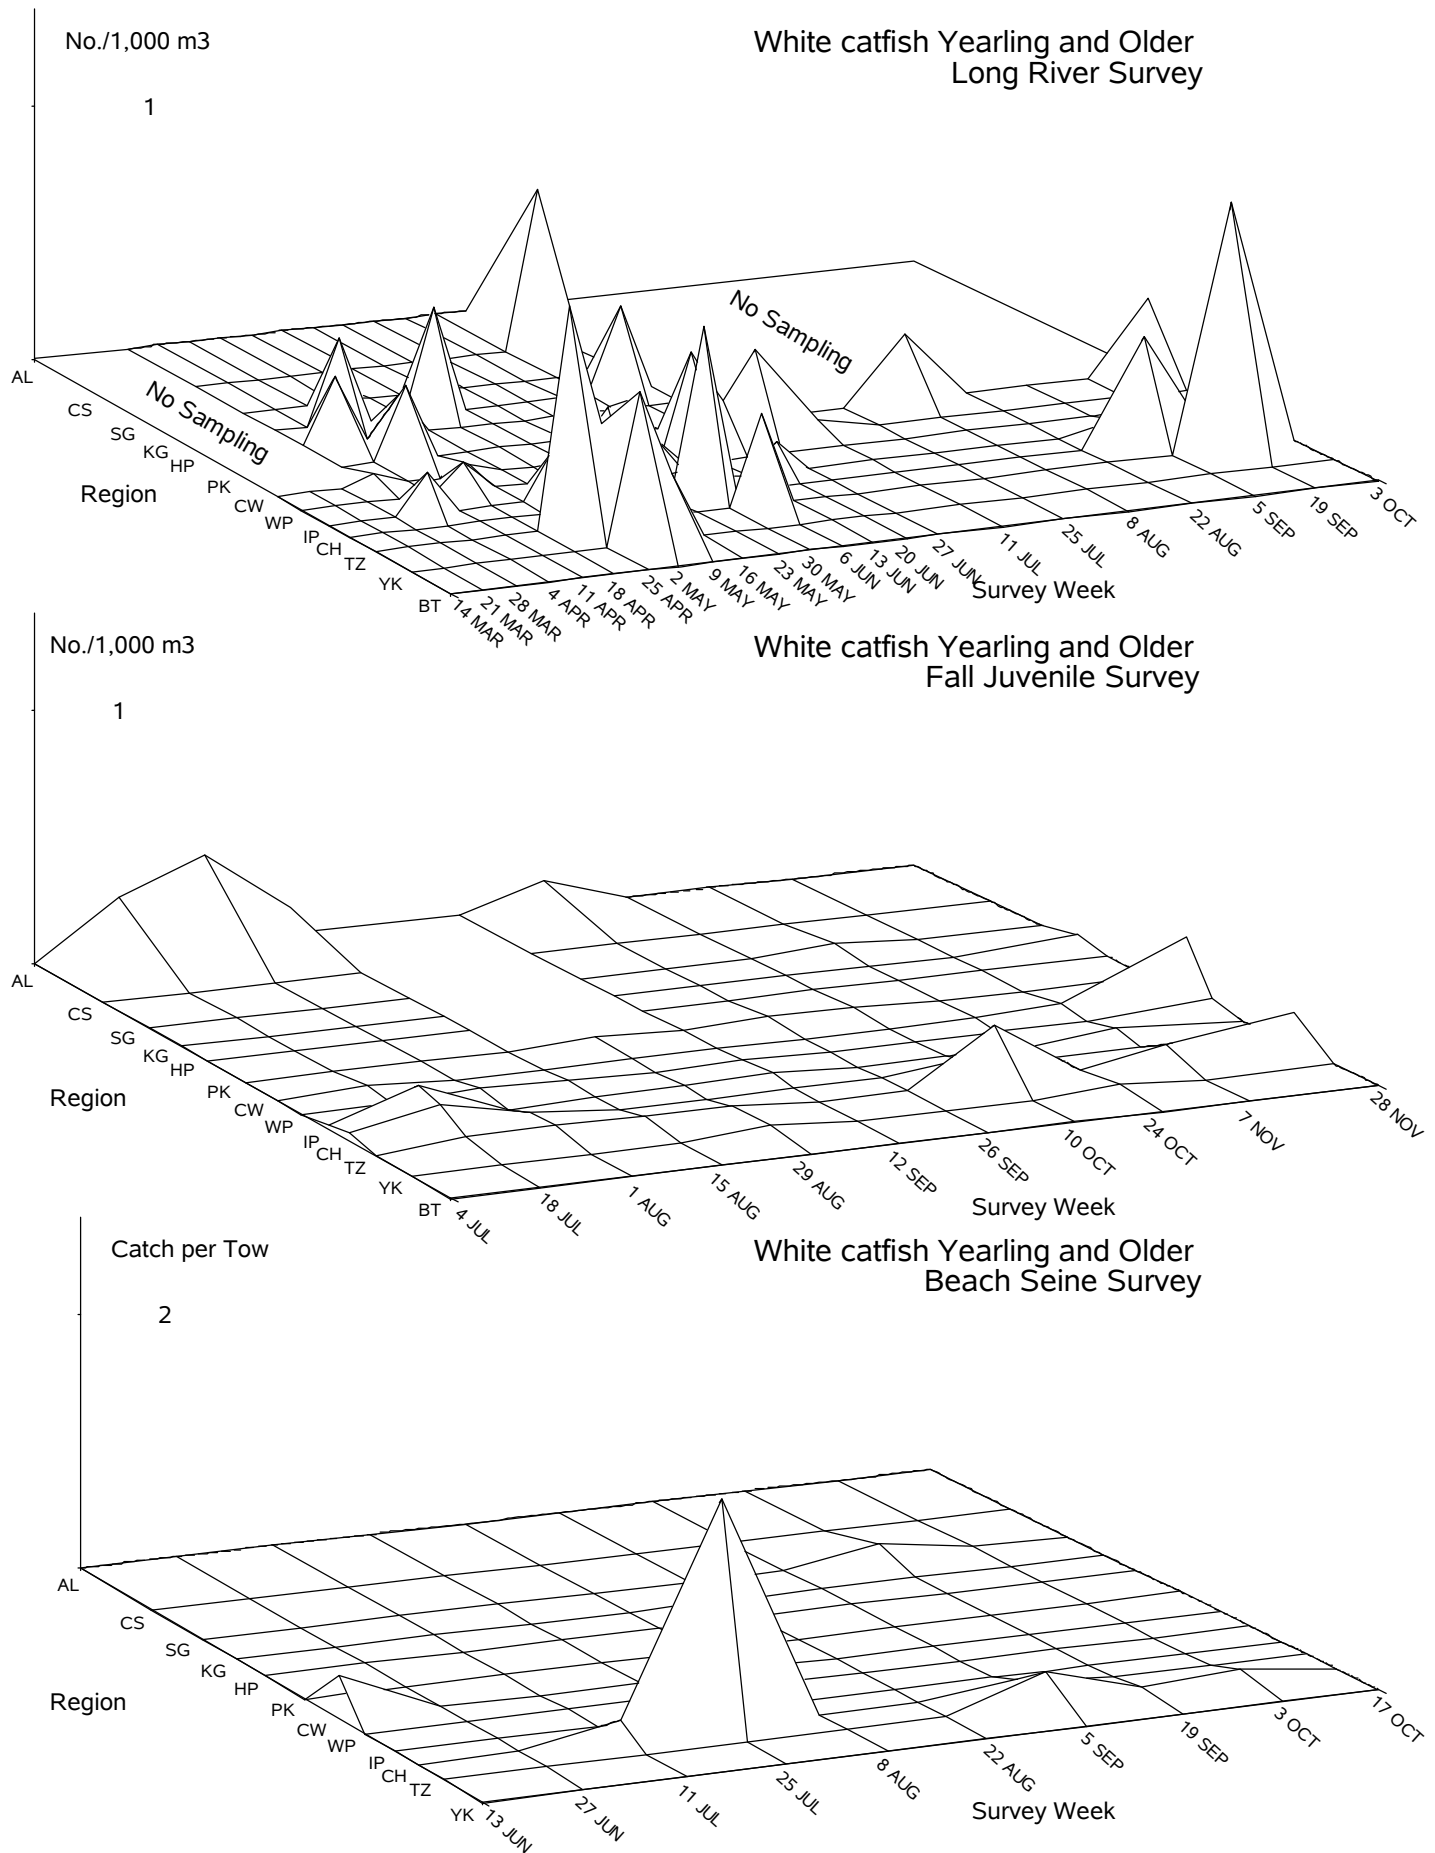 No./1,000 m3
White catfish Yearling and Older
Long River Survey
1
No Sampling
No Sampling
AL
CS
SG
KG
HP
PK
CW
WP
IP
CH
TZ
YK
BT
Region
14 MAR
21 MAR
28 MAR
4 APR
11 APR
18 APR
25 APR
2 MAY
9 MAY
16 MAY
23 MAY
30 MAY
6 JUN
13 JUN
20 JUN
27 JUN
11 JUL
25 JUL
8 AUG
22 AUG
5 SEP
19 SEP
3 OCT
Survey Week
No./1,000 m3
White catfish Yearling and Older
Fall Juvenile Survey
1
AL
CS
SG
KG
HP
PK
CW
WP
IP
CH
TZ
YK
BT
Region
4 JUL
18 JUL
1 AUG
15 AUG
29 AUG
12 SEP
26 SEP
10 OCT
24 OCT
7 NOV
28 NOV
Survey Week
Catch per Tow
White catfish Yearling and Older
Beach Seine Survey
2
AL
CS
SG
KG
HP
PK
CW
WP
IP
CH
TZ
YK
Region
13 JUN
27 JUN
11 JUL
25 JUL
8 AUG
22 AUG
5 SEP
19 SEP
3 OCT
17 OCT
Survey Week